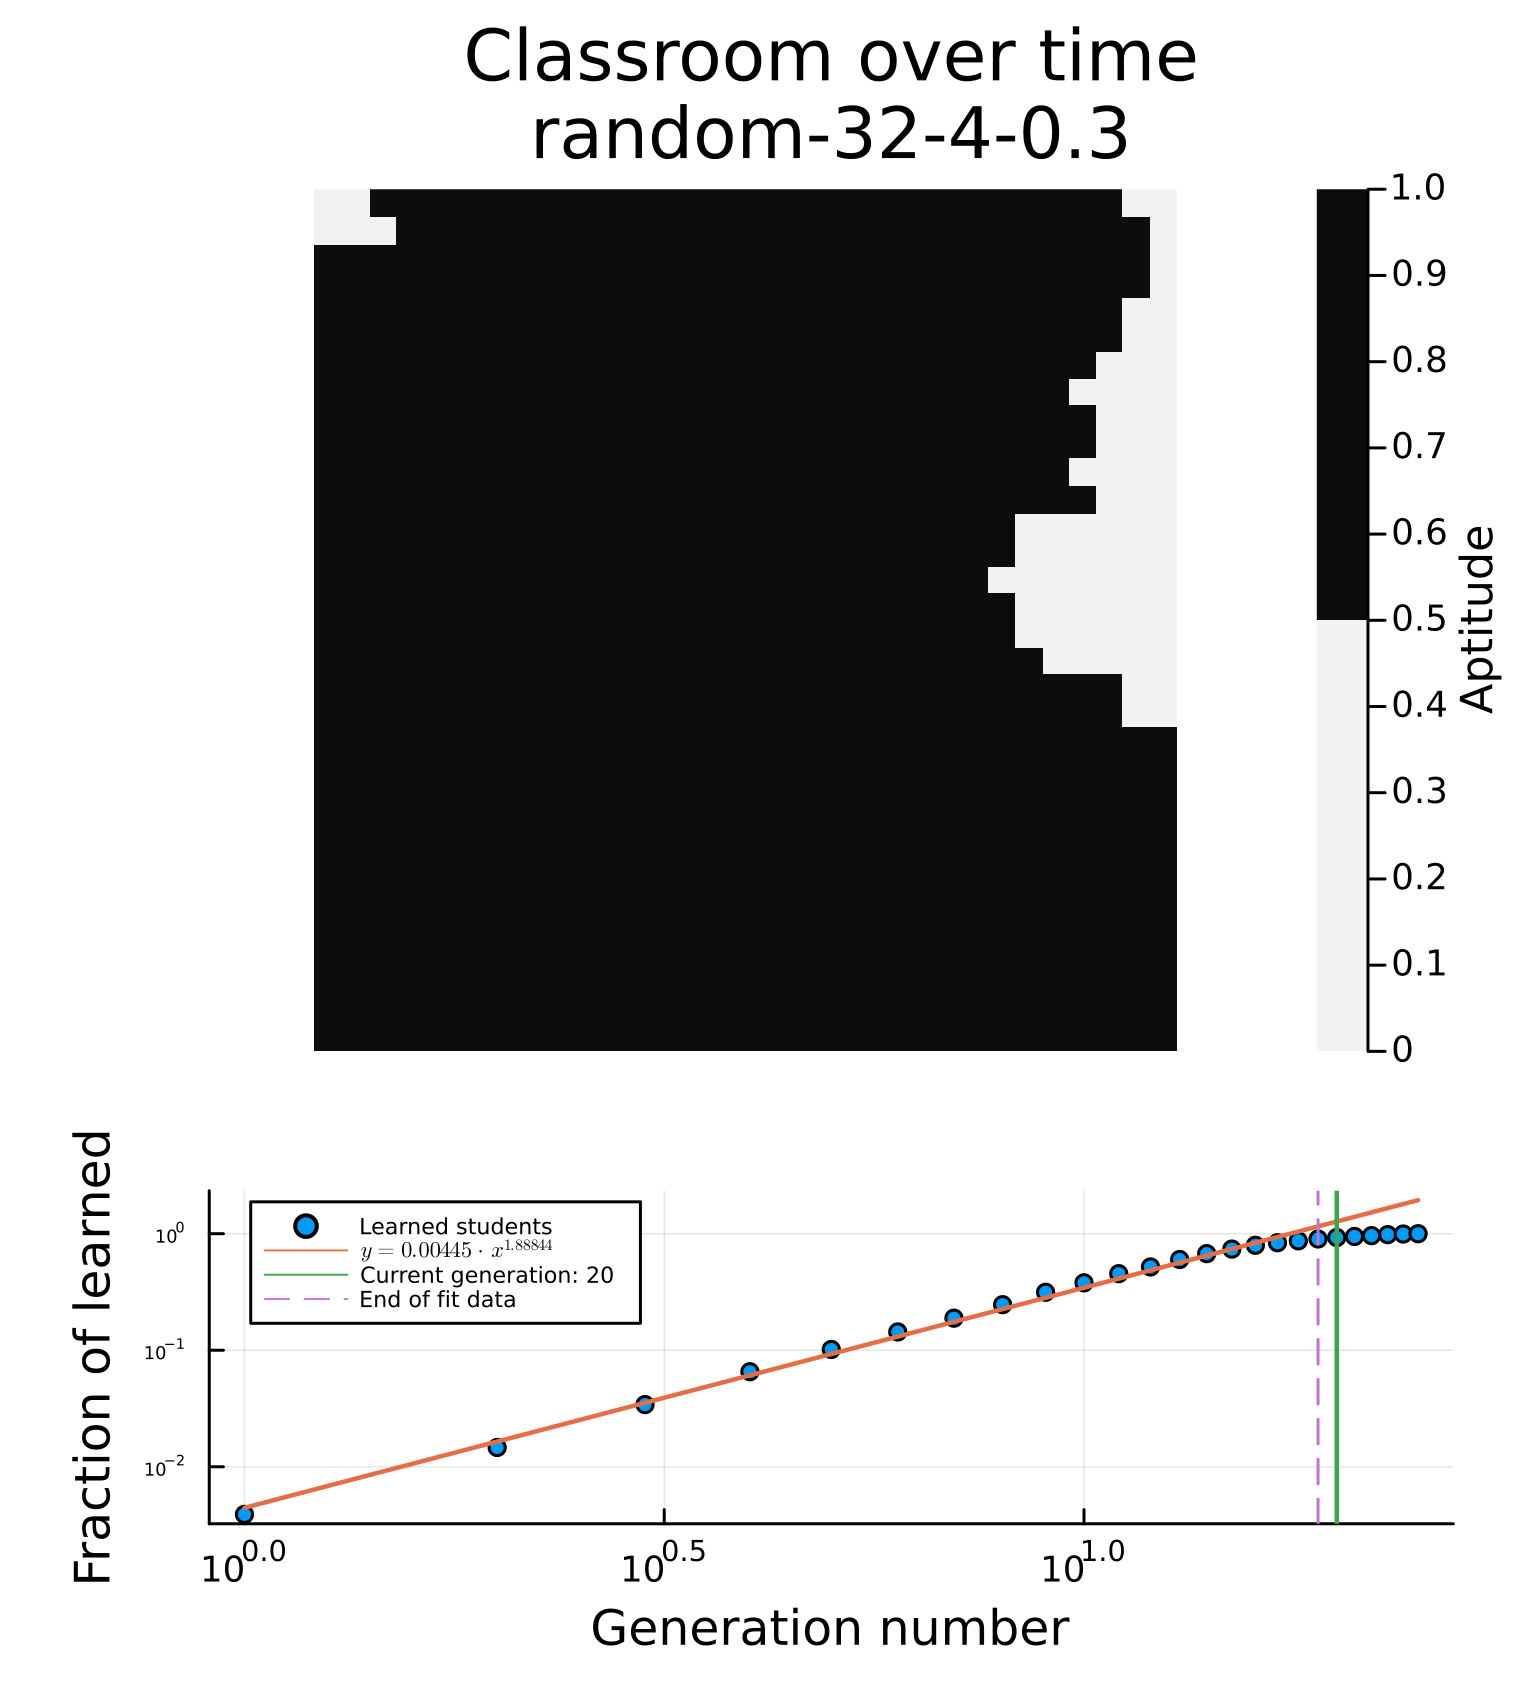 Classroom over time
random-32-4-0.3
1.0
0.9
0.8
0.7
0.6
0.5
0.4
0.3
0.2
0.1
0
Aptitude
Fraction of learned
10^0
10^-1
10^-2
Learned students
y = 0.00445 · x^1.88844
Current generation: 20
End of fit data
10^0.0
10^0.5
10^1.0
Generation number